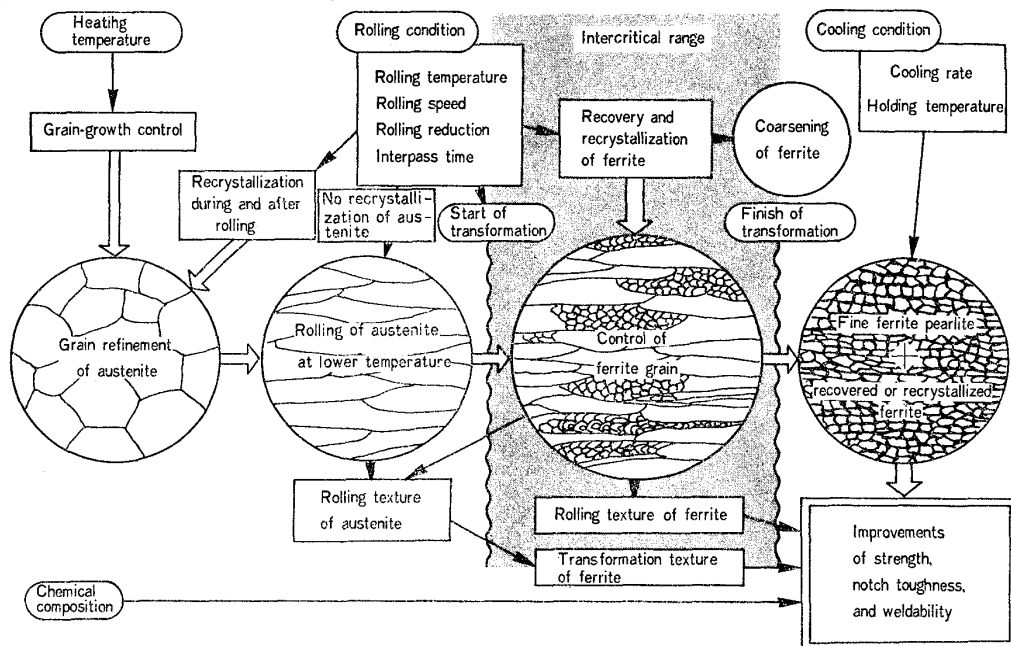 Heating
temperature
Grain-growth control
Rolling condition
Rolling temperature
Rolling speed
Rolling reduction
Interpass time
Recrystallization
during and after
rolling
No recrystalli-
zation of aus-
tenite
Start of
transformation
Intercritical range
Recovery and
recrystallization
of ferrite
Coarsening
of ferrite
Finish of
transformation
Cooling condition
Cooling rate
Holding temperature
Grain refinement
of austenite
Rolling of austenite
at lower temperature
Control of
ferrite grain
Fine ferrite pearlite
recovered or recrystallized
ferrite
Rolling texture
of austenite
Rolling texture of ferrite
Transformation texture
of ferrite
Improvements
of strength,
notch toughness,
and weldability
Chemical
composition